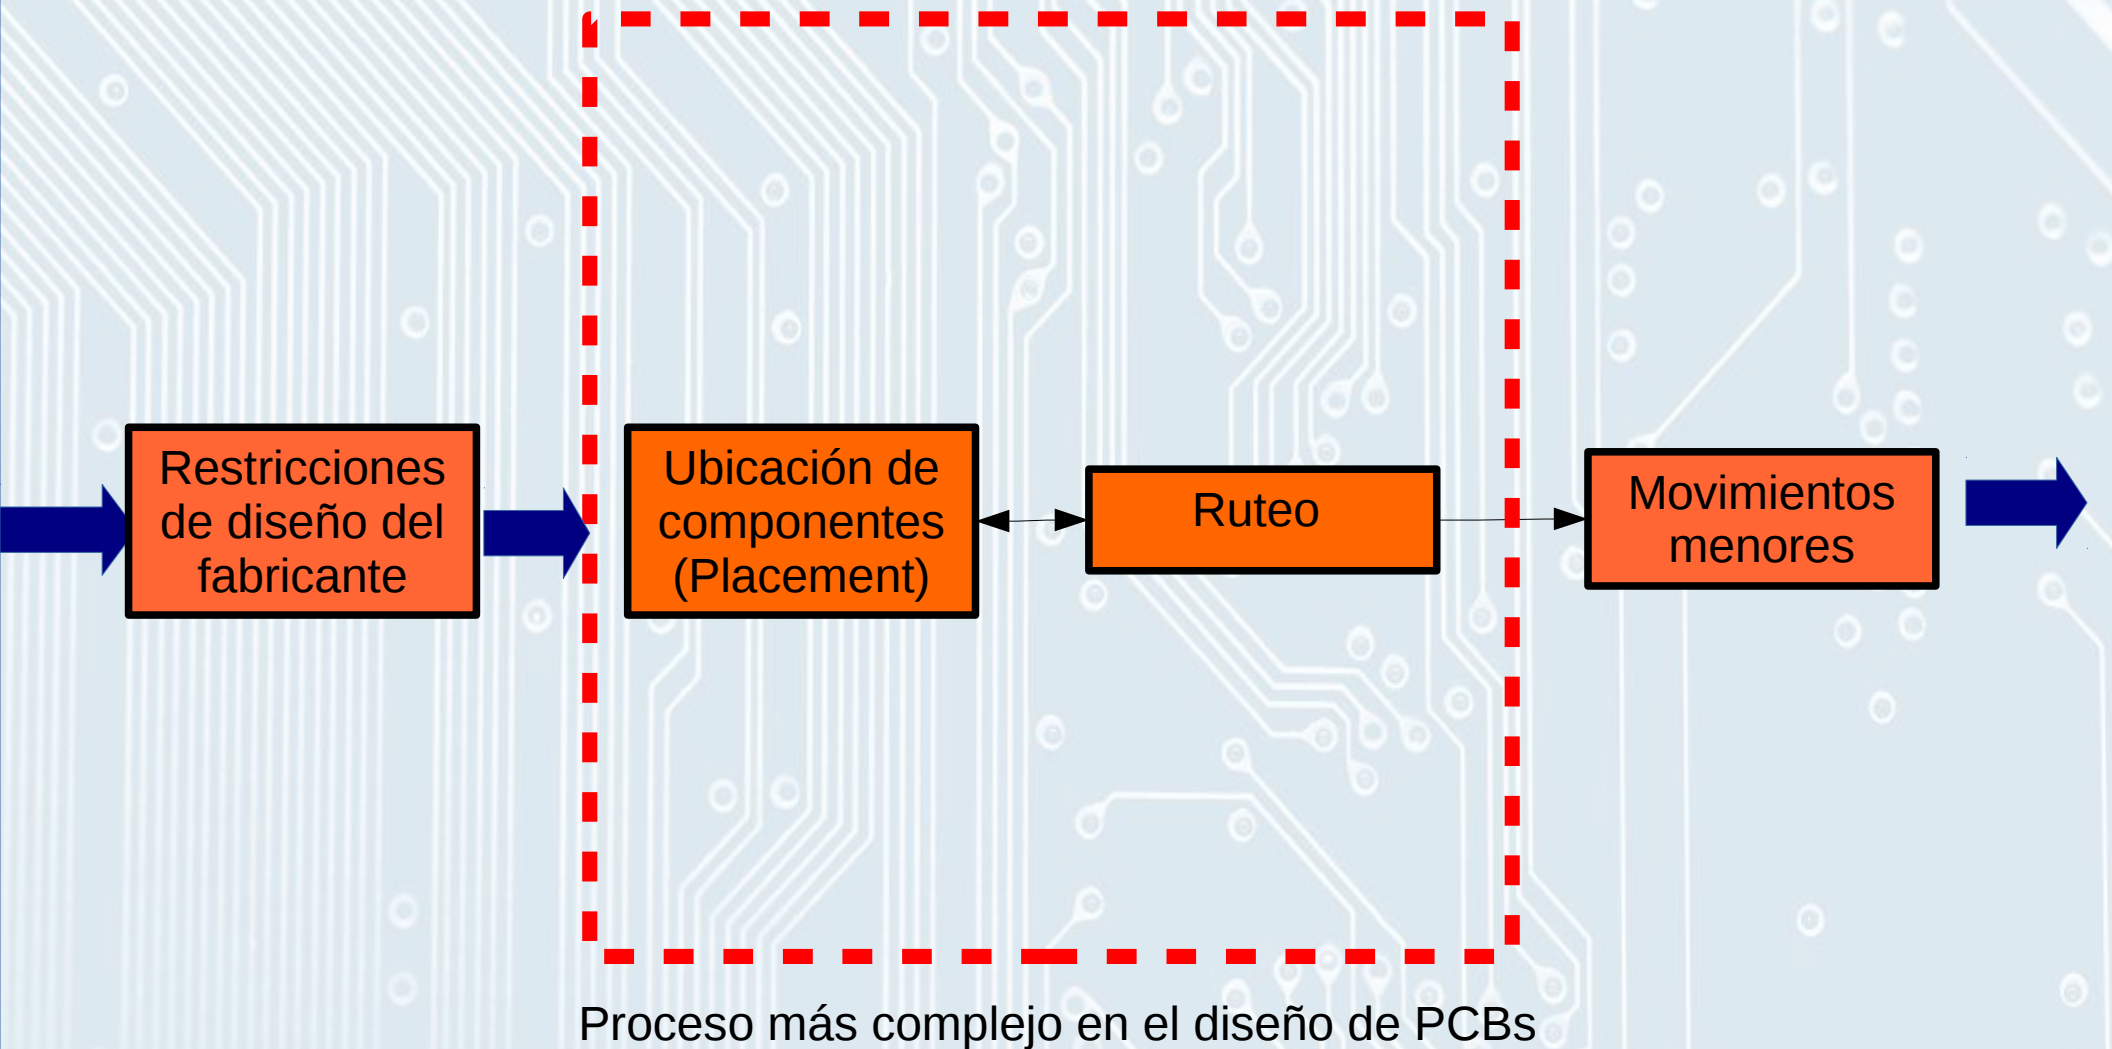 Restricciones
de diseño del
fabricante
Ubicación de
componentes
(Placement)
Ruteo
Movimientos
menores
Proceso más complejo en el diseño de PCBs